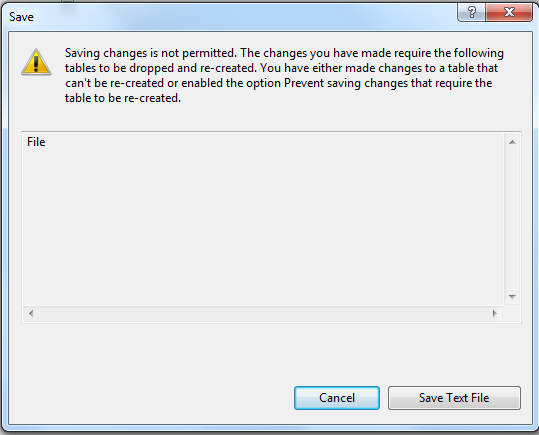 Save
Saving changes is not permitted. The changes you have made require the following
tables to be dropped and re-created. You have either made changes to a table that
can't be re-created or enabled the option Prevent saving changes that require the
table to be re-created.
File
Cancel
Save Text File